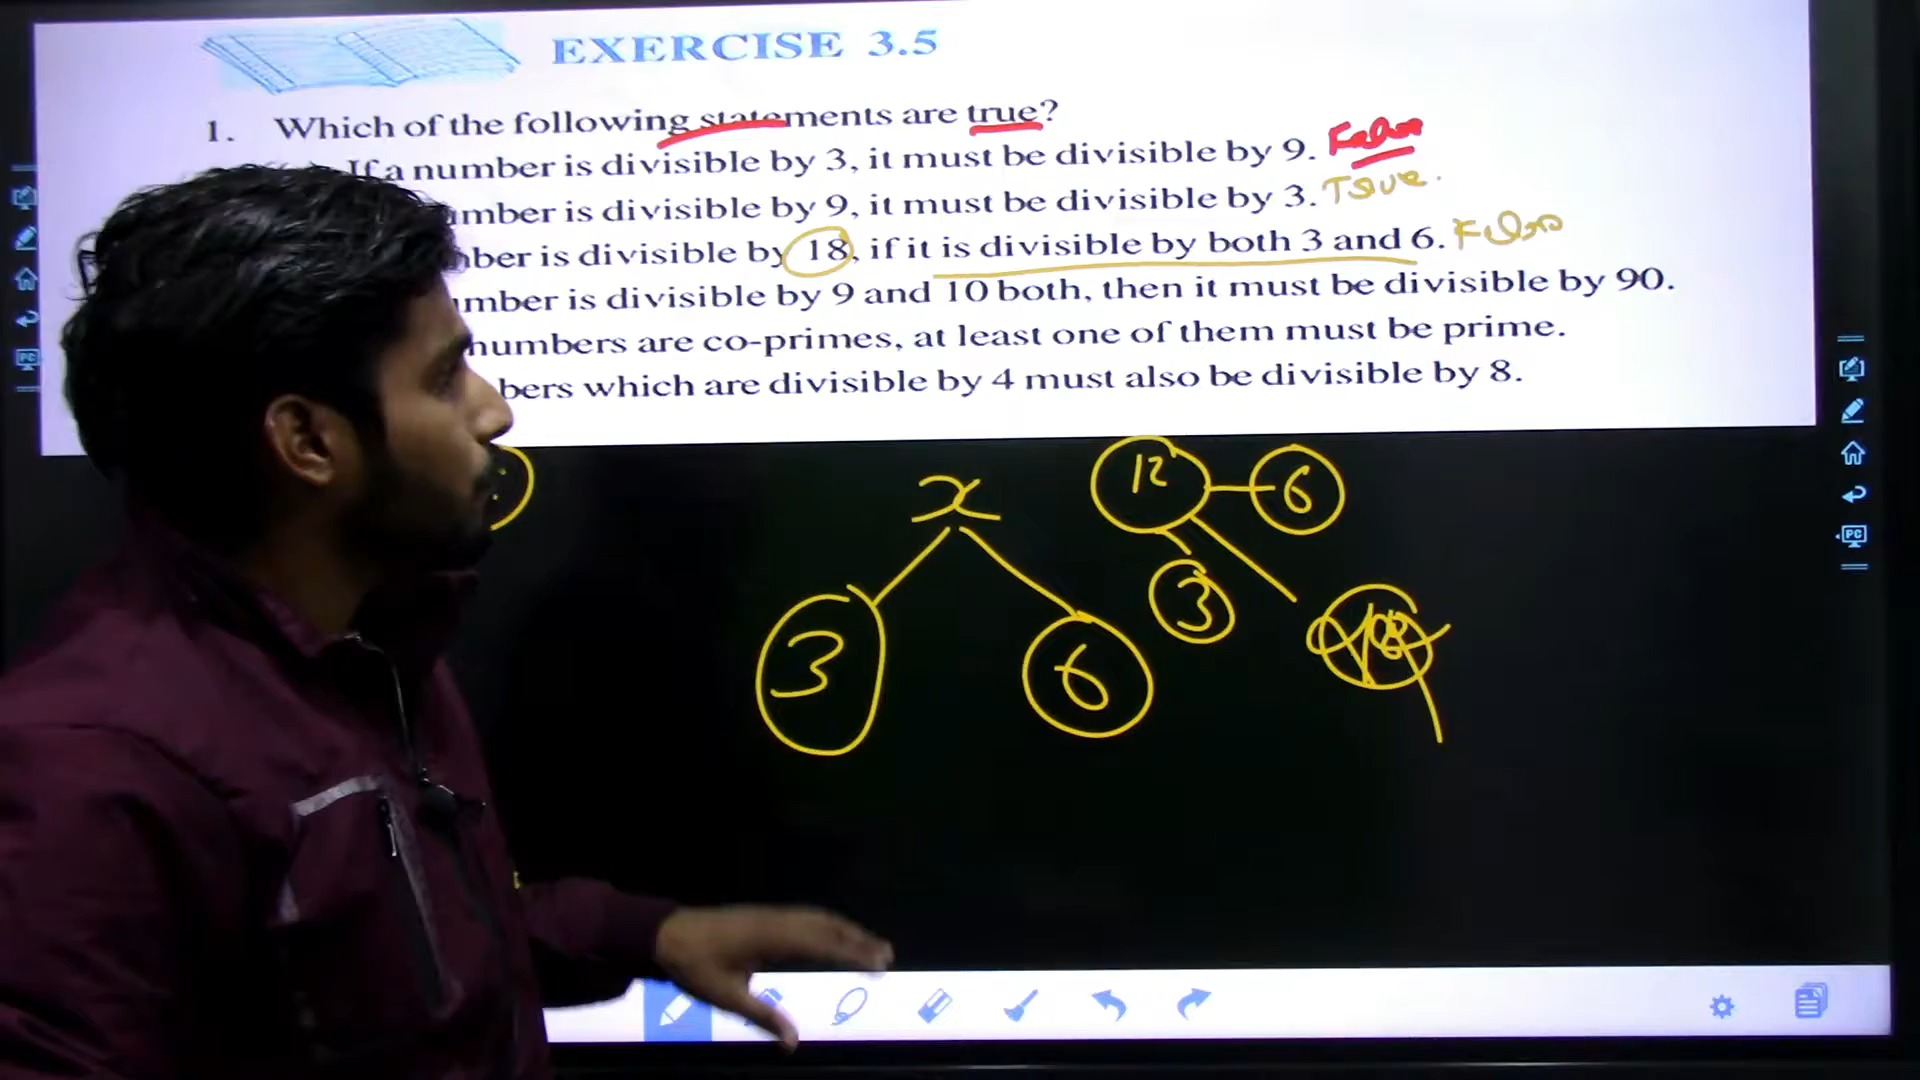 EXERCISE 3.5
1. Which of the following statements are true?
If a number is divisible by 3, it must be divisible by 9. False
umber is divisible by 9, it must be divisible by 3. True.
ber is divisible by 18, if it is divisible by both 3 and 6. False
umber is divisible by 9 and 10 both, then it must be divisible by 90.
numbers are co-primes, at least one of them must be prime.
bers which are divisible by 4 must also be divisible by 8.
x 12 6
3
3 6 18
PC
PC